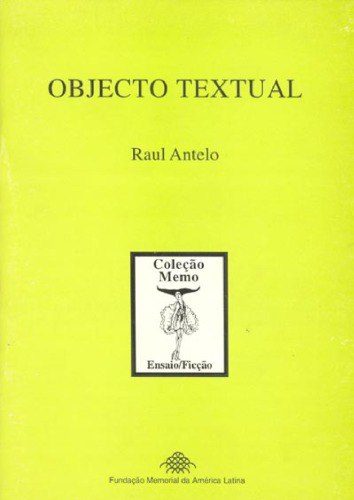 OBJECTO TEXTUAL
Raul Antelo
Coleção
Memo
Ensaio/Ficção
Fundação Memorial da América Latina